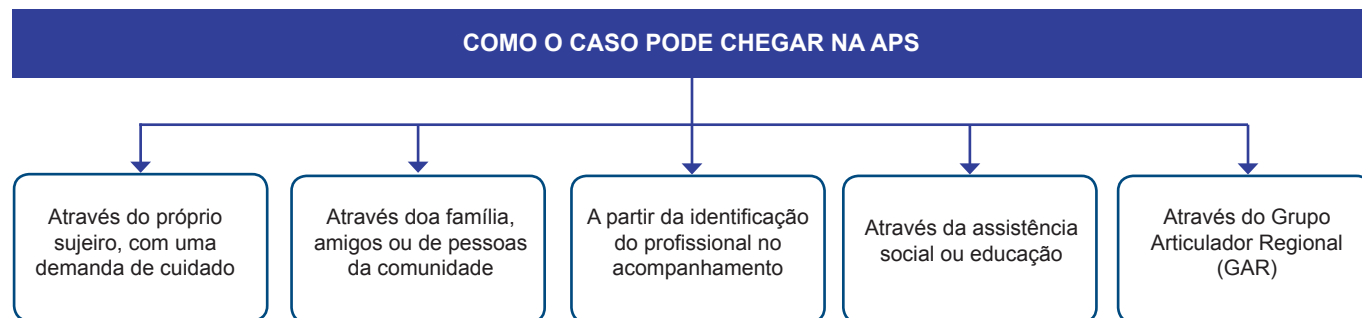 COMO O CASO PODE CHEGAR NA APS
Através do próprio
sujeiro, com uma
demanda de cuidado
Através doa família,
amigos ou de pessoas
da comunidade
A partir da identificação
do profissional no
acompanhamento
Através da assistência
social ou educação
Através do Grupo
Articulador Regional
(GAR)